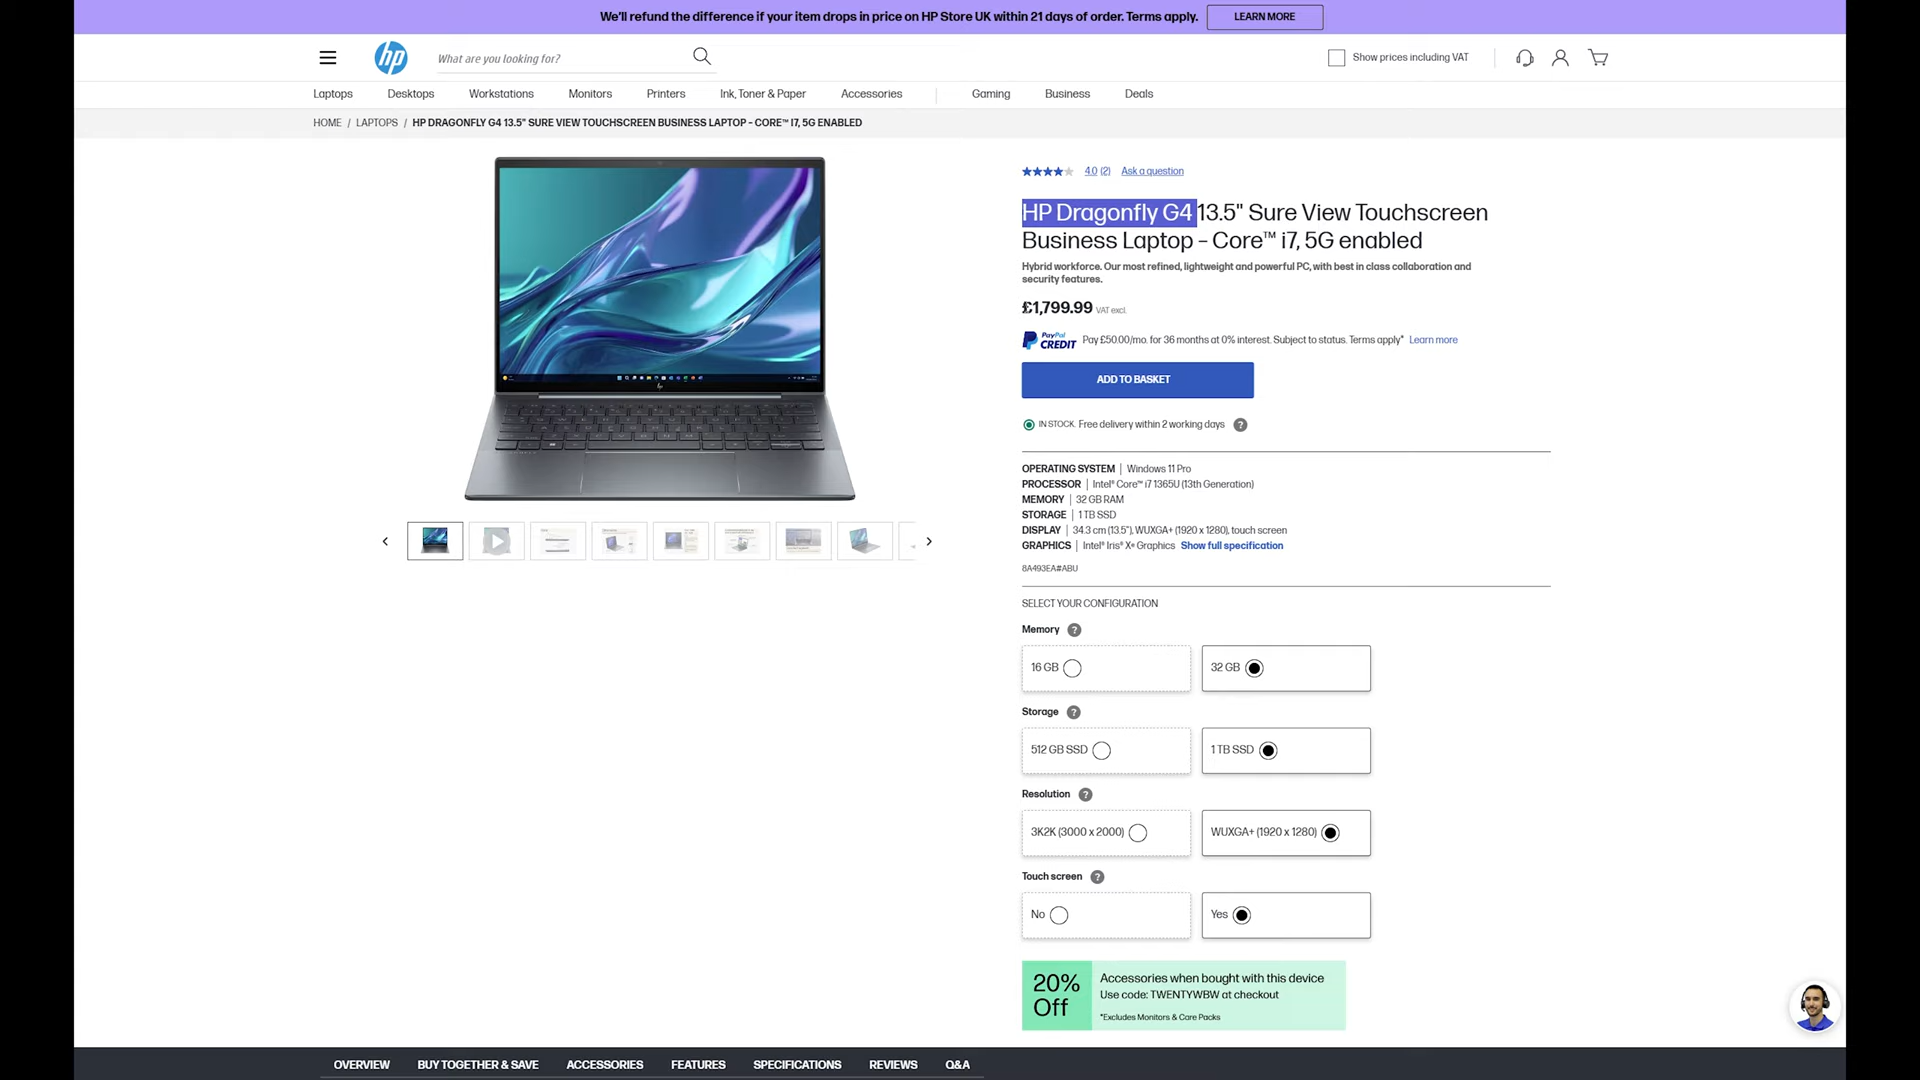 We'll refund the difference if your item drops in price on HP Store UK within 21 days of order. Terms apply. LEARN MORE
hp What are you looking for? Show prices including VAT
Laptops Desktops Workstations Monitors Printers Ink, Toner & Paper Accessories Gaming Business Deals
HOME / LAPTOPS / HP DRAGONFLY G4 13.5" SURE VIEW TOUCHSCREEN BUSINESS LAPTOP – CORE™ I7, 5G ENABLED
4.0 (2) Ask a question
HP Dragonfly G4 13.5" Sure View Touchscreen
Business Laptop – Core™ i7, 5G enabled
Hybrid workforce. Our most refined, lightweight and powerful PC, with best in class collaboration and
security features.
£1,799.99 VAT excl.
PayPal CREDIT Pay £50.00/mo. for 36 months at 0% interest. Subject to status. Terms apply* Learn more
ADD TO BASKET
IN STOCK. Free delivery within 2 working days ?
OPERATING SYSTEM | Windows 11 Pro
PROCESSOR | Intel® Core™ i7 1365U (13th Generation)
MEMORY | 32 GB RAM
STORAGE | 1 TB SSD
DISPLAY | 34.3 cm (13.5"), WUXGA+ (1920 x 1280), touch screen
GRAPHICS | Intel® Iris® Xᵉ Graphics Show full specification
8A493EA#ABU
SELECT YOUR CONFIGURATION
Memory ?
16 GB 32 GB
Storage ?
512 GB SSD 1 TB SSD
Resolution ?
3K2K (3000 x 2000) WUXGA+ (1920 x 1280)
Touch screen ?
No Yes
20% Off
Accessories when bought with this device
Use code: TWENTYWBW at checkout
*Excludes Monitors & Care Packs
OVERVIEW BUY TOGETHER & SAVE ACCESSORIES FEATURES SPECIFICATIONS REVIEWS Q&A